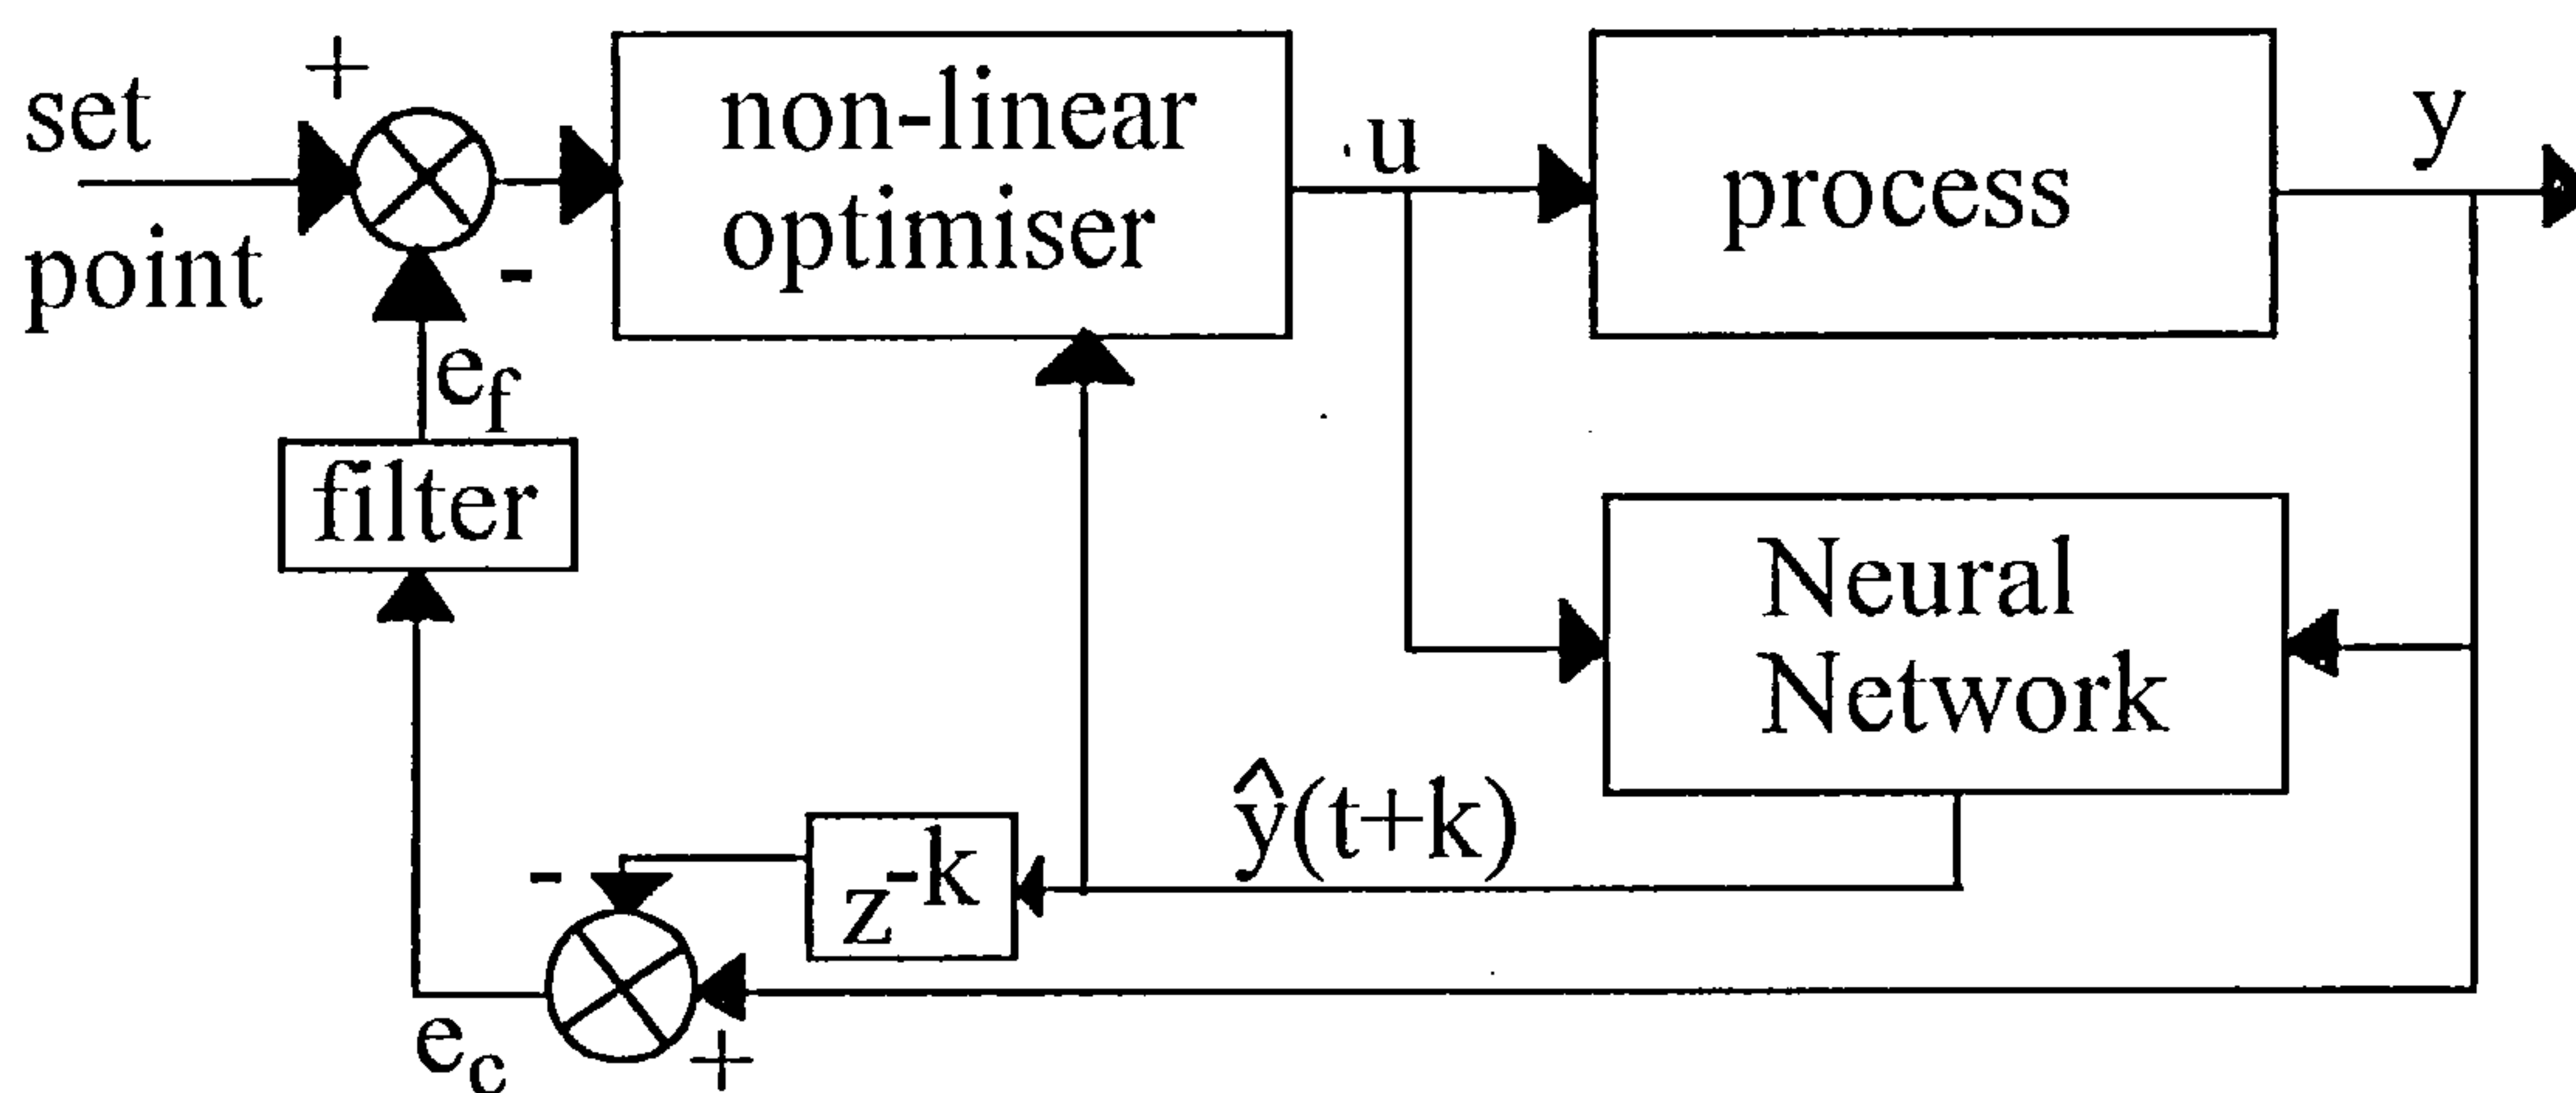 +
set
point
-
non-linear
optimiser
u
process
y
e_f
filter
Neural
Network
ŷ(t+k)
z^-k
-
e_c
+